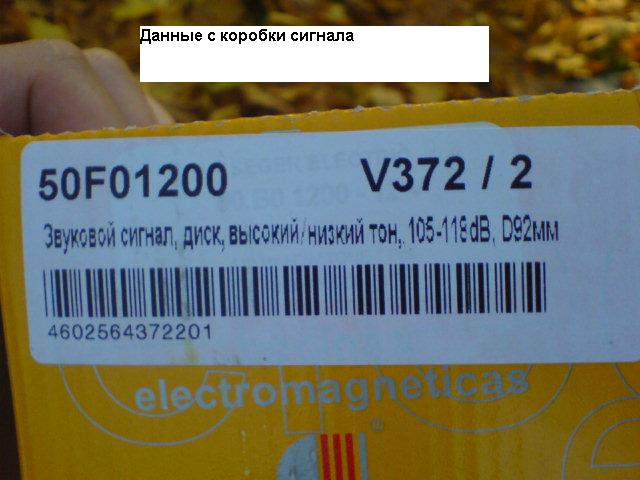 Данные с коробки сигнала
50F01200 V372 / 2
Звуковой сигнал, диск, высокий/низкий тон, 105-118dB, D92мм
4602564372201
electromagneticas
®